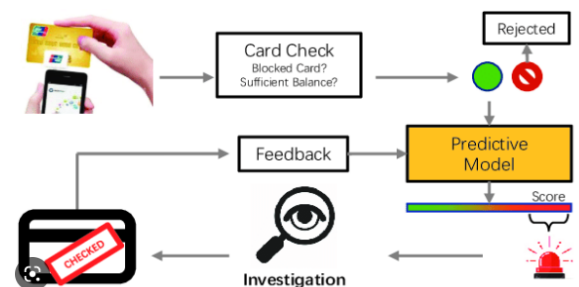 Card Check
Blocked Card?
Sufficient Balance?
Rejected
Feedback
Predictive
Model
Score
CHECKED
Investigation